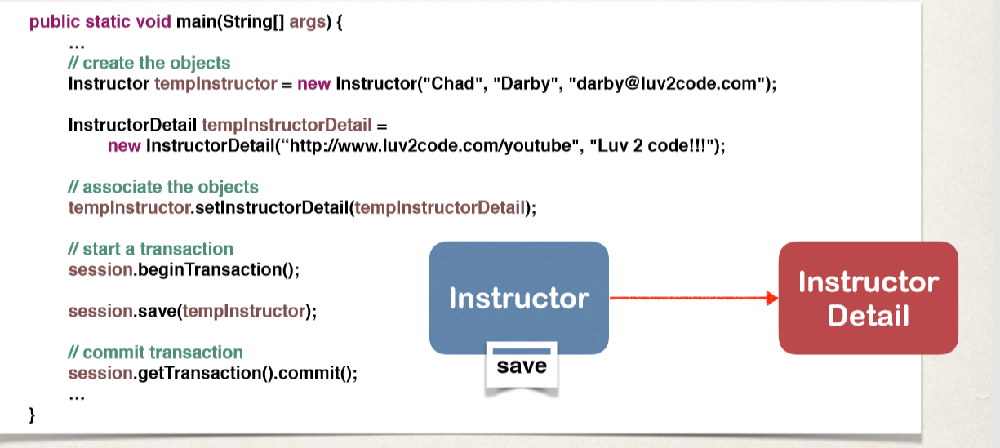 public static void main(String[] args) {
...
// create the objects
Instructor tempInstructor = new Instructor("Chad", "Darby", "darby@luv2code.com");
InstructorDetail tempInstructorDetail =
new InstructorDetail(“http://www.luv2code.com/youtube", "Luv 2 code!!!");
// associate the objects
tempInstructor.setInstructorDetail(tempInstructorDetail);
// start a transaction
session.beginTransaction();
session.save(tempInstructor);
// commit transaction
session.getTransaction().commit();
...
}
Instructor
save
Instructor
Detail